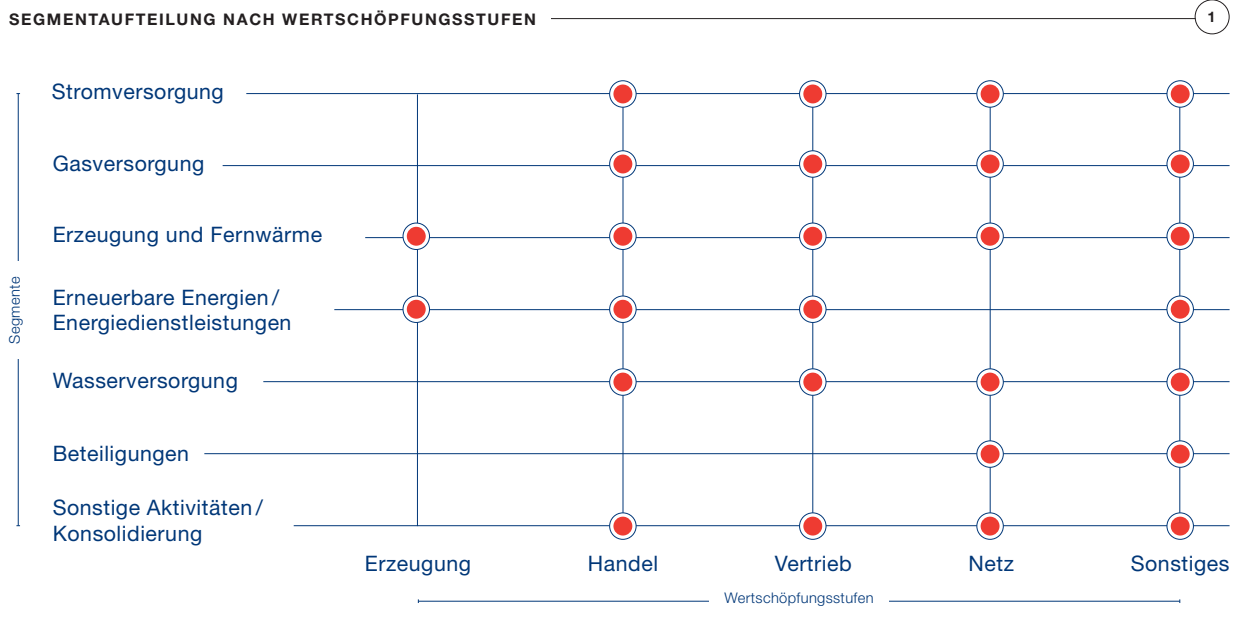 SEGMENTAUFTEILUNG NACH WERTSCHÖPFUNGSSTUFEN
1
Segmente
Stromversorgung
Gasversorgung
Erzeugung und Fernwärme
Erneuerbare Energien /
Energiedienstleistungen
Wasserversorgung
Beteiligungen
Sonstige Aktivitäten /
Konsolidierung
Erzeugung
Handel
Vertrieb
Netz
Sonstiges
Wertschöpfungsstufen